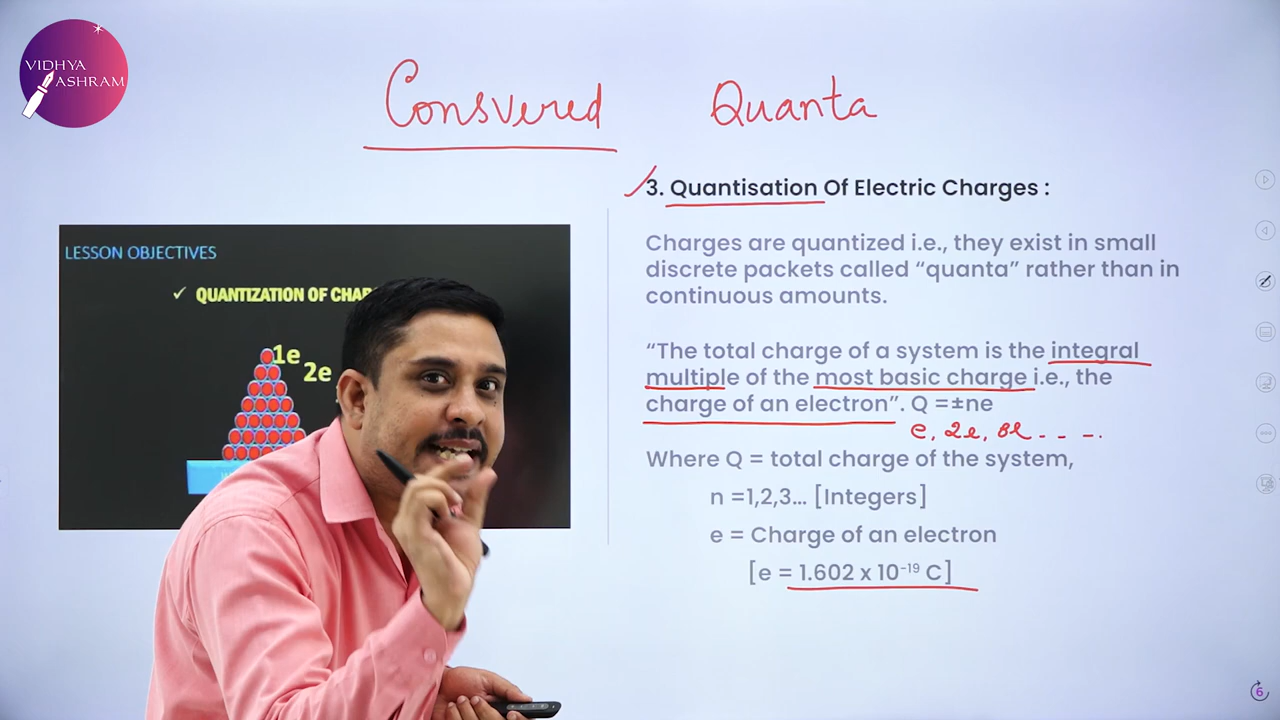 VIDHYA
ASHRAM
Consvered Quanta
3. Quantisation Of Electric Charges :
Charges are quantized i.e., they exist in small
discrete packets called “quanta” rather than in
continuous amounts.
“The total charge of a system is the integral
multiple of the most basic charge i.e., the
charge of an electron”. Q =±ne
e, 2e, 3e - - - .
Where Q = total charge of the system,
n =1,2,3... [Integers]
e = Charge of an electron
[e = 1.602 x 10⁻¹⁹ C]
LESSON OBJECTIVES
✓ QUANTIZATION OF
1e
2e
6